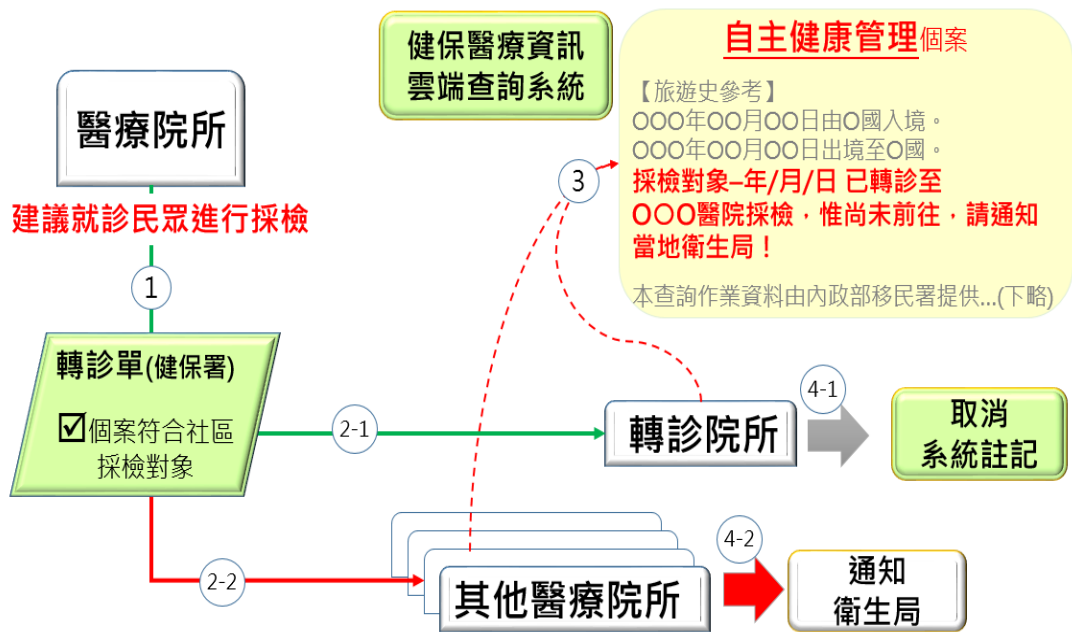 健保醫療資訊
雲端查詢系統
自主健康管理個案
【旅遊史參考】
OOO年OO月OO日由O國入境。
OOO年OO月OO日出境至O國。
採檢對象–年/月/日 已轉診至
O〇O醫院採檢，惟尚未前往，請通知
當地衛生局！
本查詢作業資料由內政部移民署提供...(下略)
醫療院所
建議就診民眾進行採檢
1
3
轉診單(健保署)
☑個案符合社區
採檢對象
2-1
轉診院所
4-1
取消
系統註記
2-2
其他醫療院所
4-2
通知
衛生局